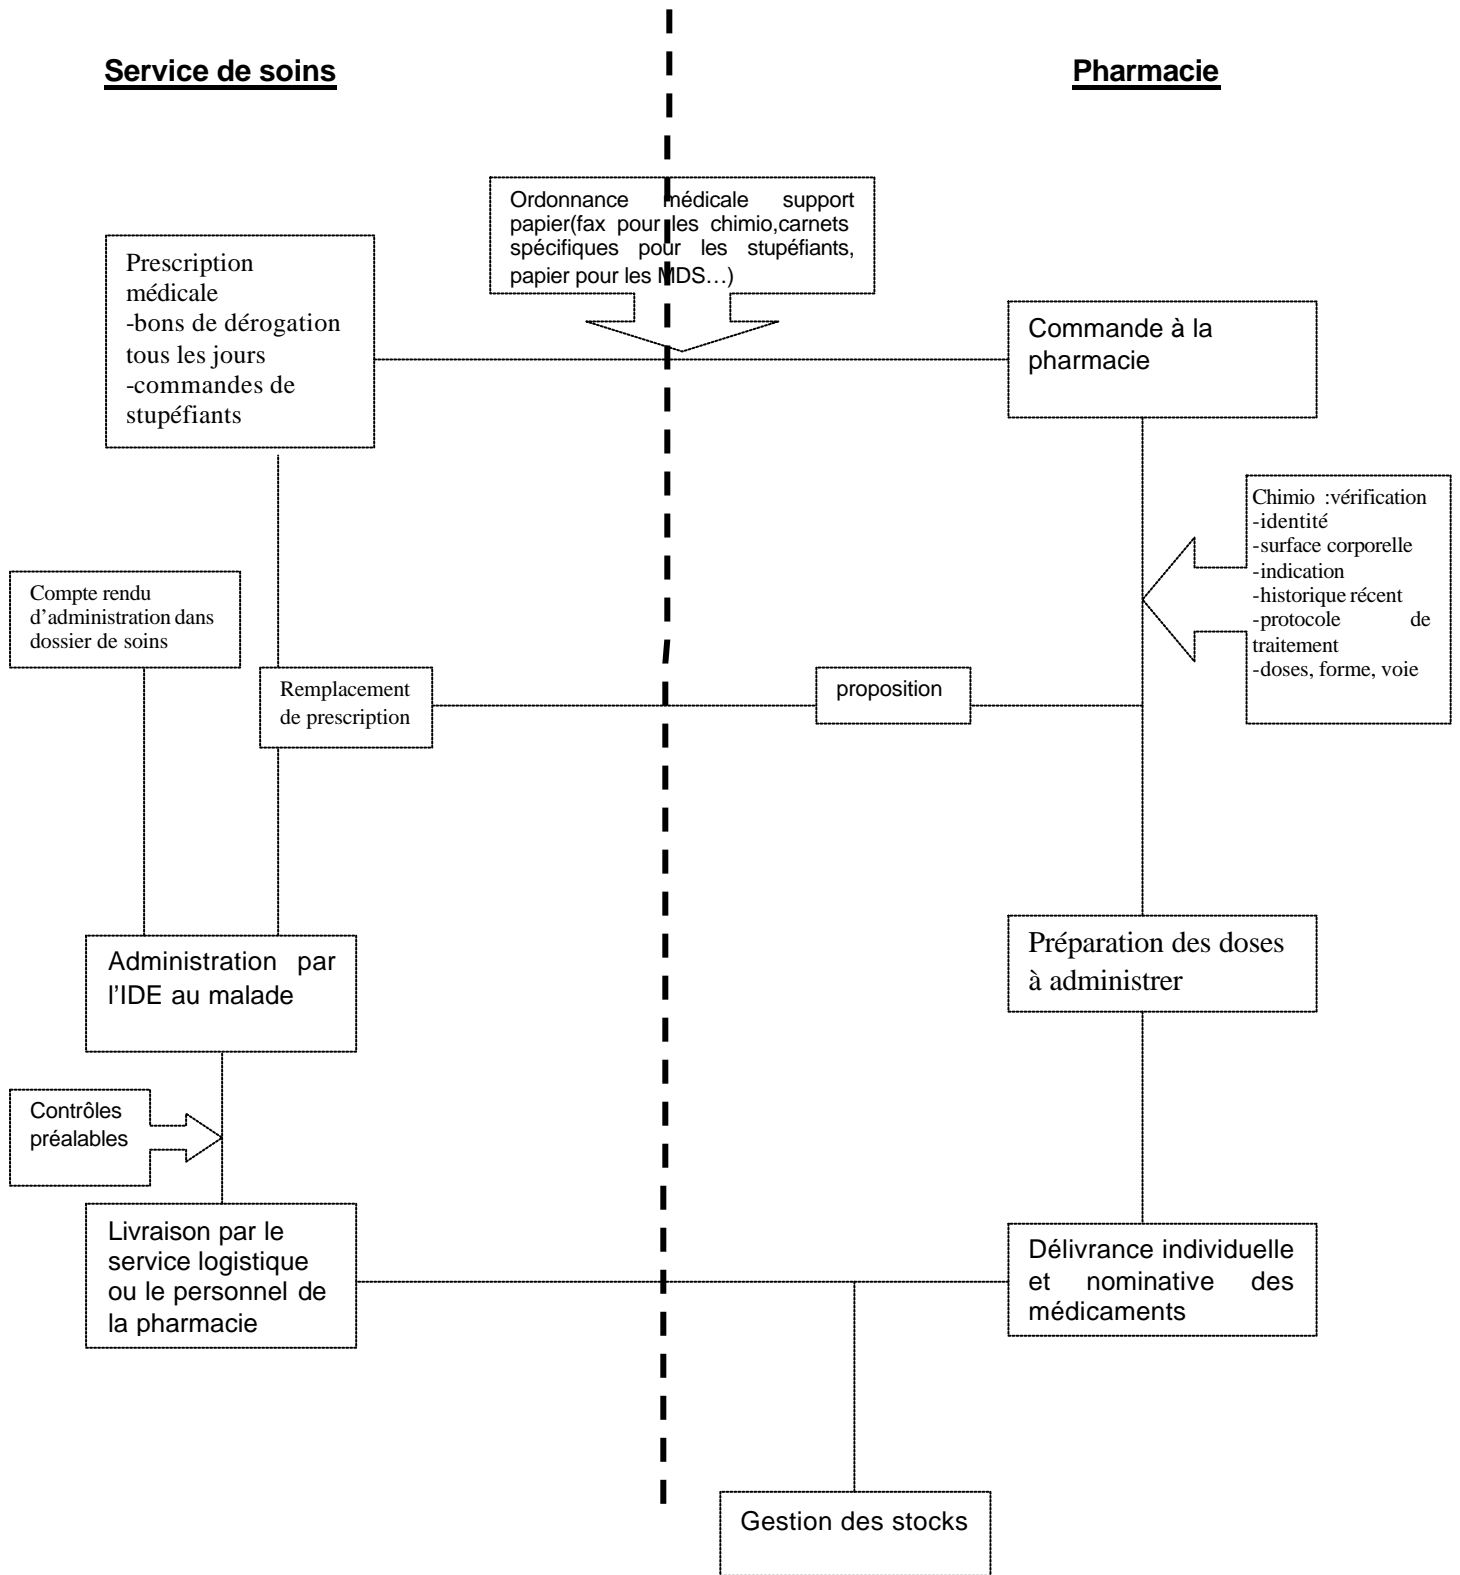 Service de soins
Pharmacie
Ordonnance médicale support
papier(fax pour les chimio,carnets
spécifiques pour les stupéfiants,
papier pour les MDS…)
Prescription
médicale
-bons de dérogation
tous les jours
-commandes de
stupéfiants
Commande à la
pharmacie
Chimio :vérification
-identité
-surface corporelle
-indication
-historique récent
-protocole de
traitement
-doses, forme, voie
Compte rendu
d’administration dans
dossier de soins
Remplacement
de prescription
proposition
Administration par
l’IDE au malade
Préparation des doses
à administrer
Contrôles
préalables
Livraison par le
service logistique
ou le personnel de
la pharmacie
Délivrance individuelle
et nominative des
médicaments
Gestion des stocks